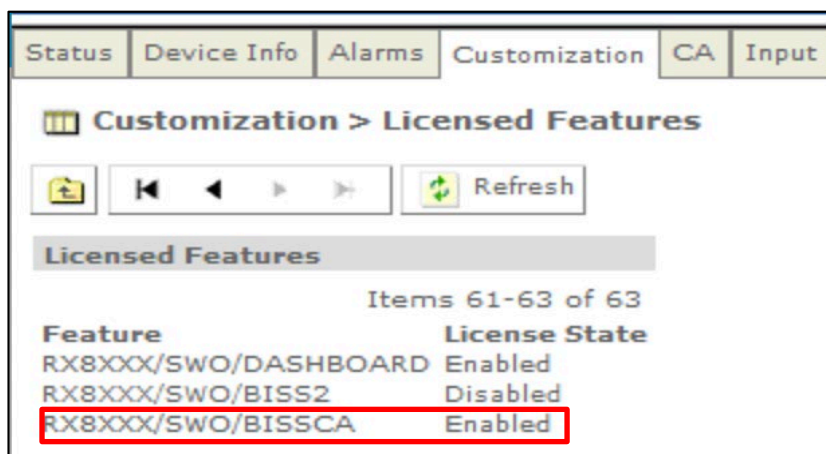 Status Device Info Alarms Customization CA Input
Customization > Licensed Features
Refresh
Licensed Features
Items 61-63 of 63
Feature License State
RX8XXX/SWO/DASHBOARD Enabled
RX8XXX/SWO/BISS2 Disabled
RX8XXX/SWO/BISSCA Enabled